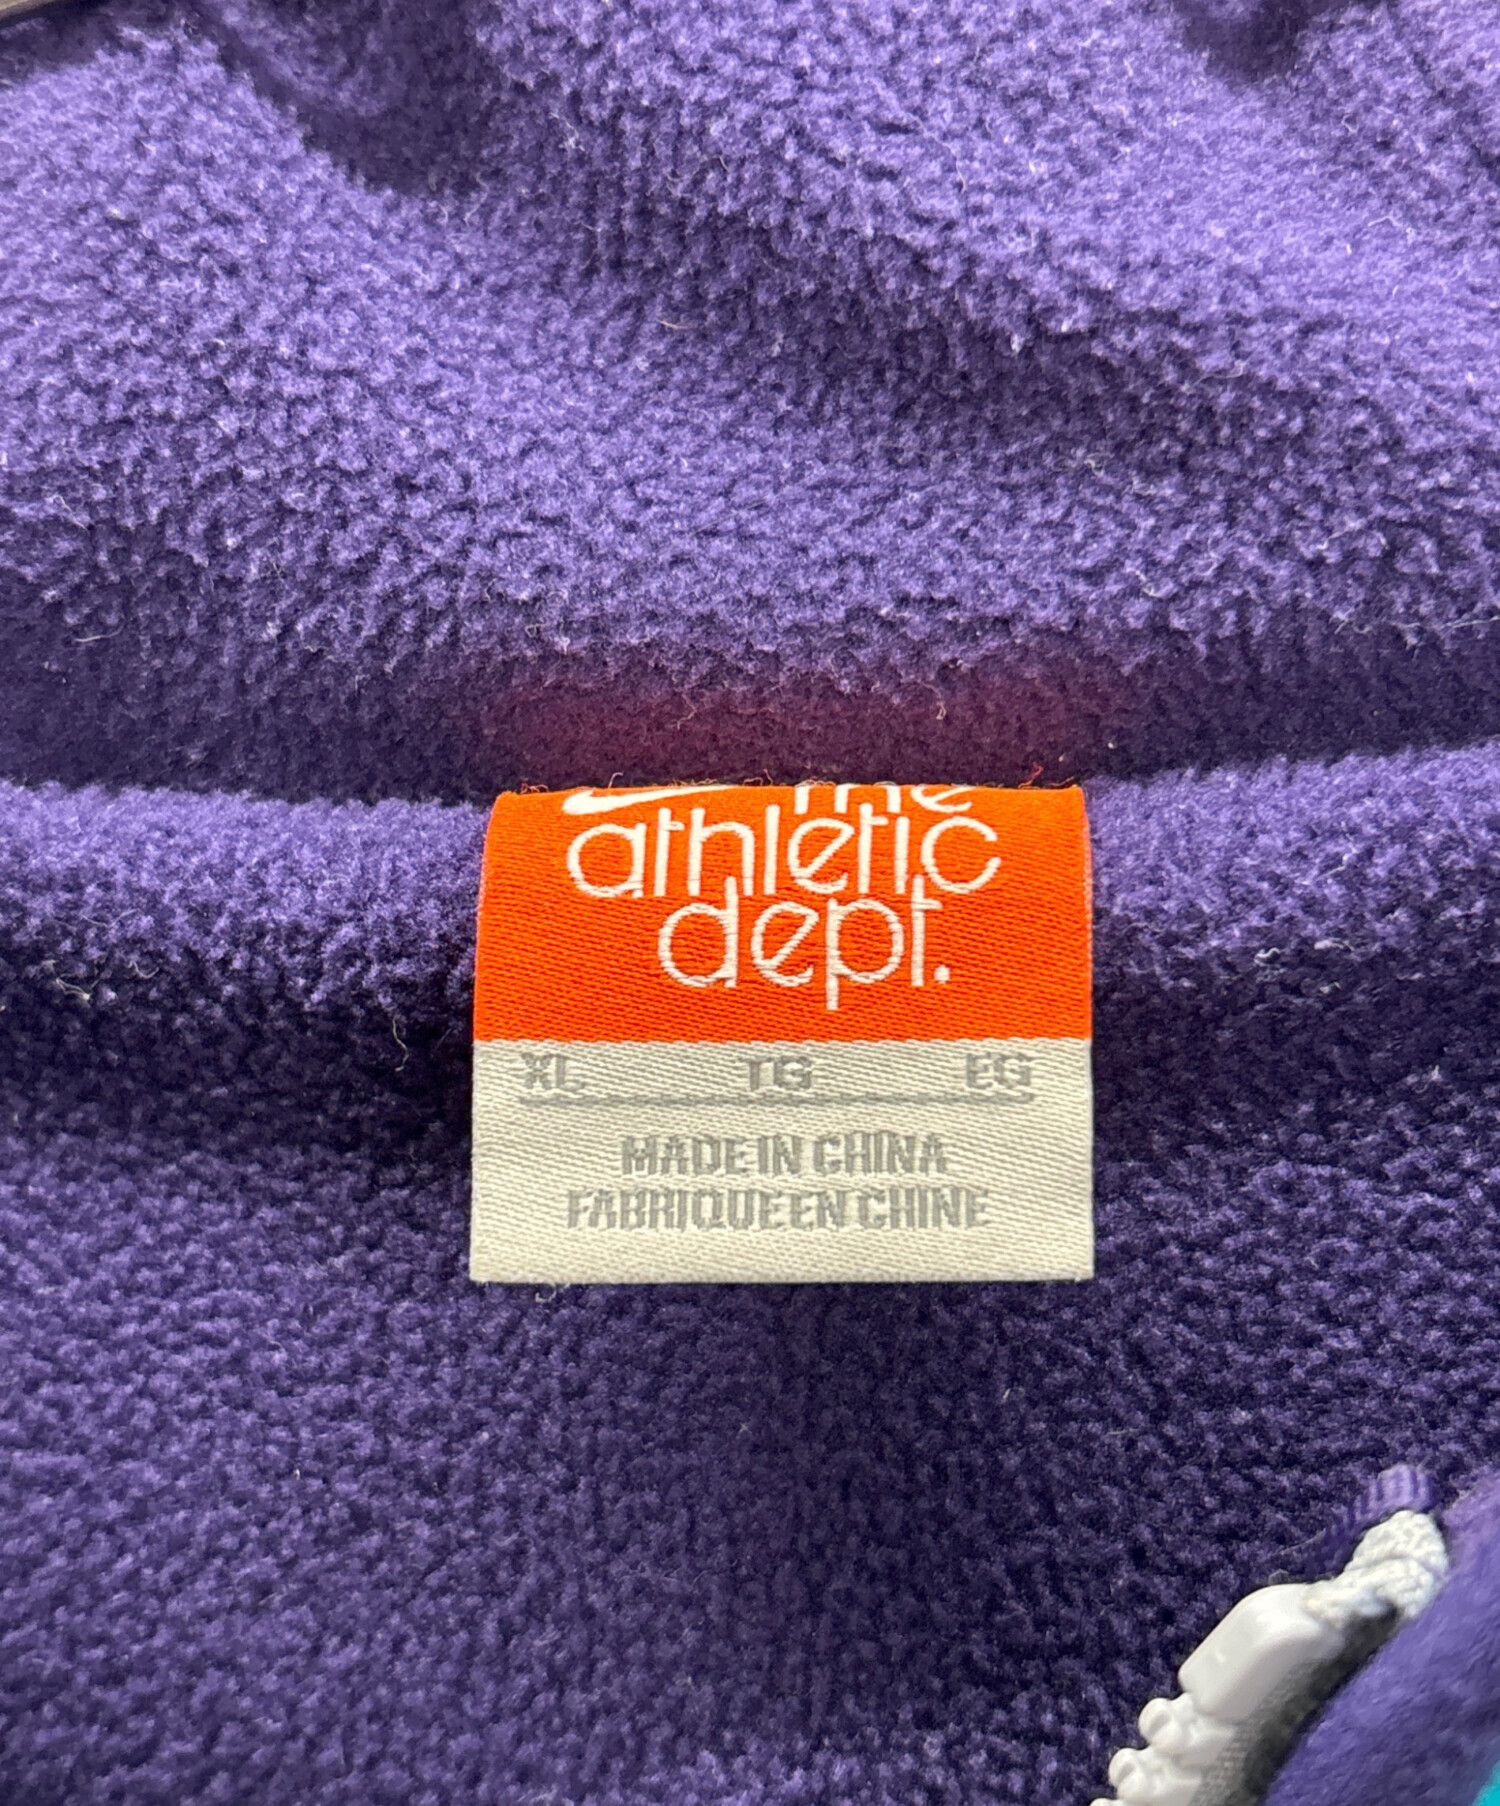 the
athletic
dept.
XL TG EG
MADE IN CHINA
FABRIQUE EN CHINE